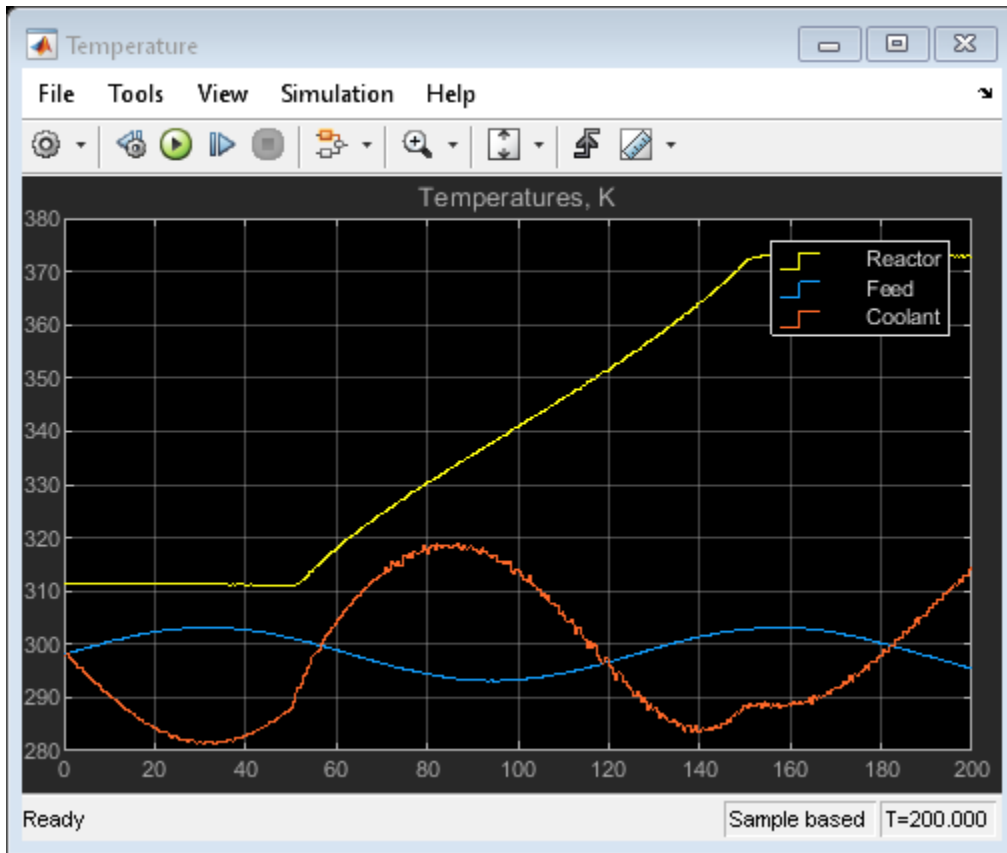 Temperature
File Tools View Simulation Help
Temperatures, K
380
370
360
350
340
330
320
310
300
290
280
Reactor
Feed
Coolant
0 20 40 60 80 100 120 140 160 180 200
Ready Sample based T=200.000